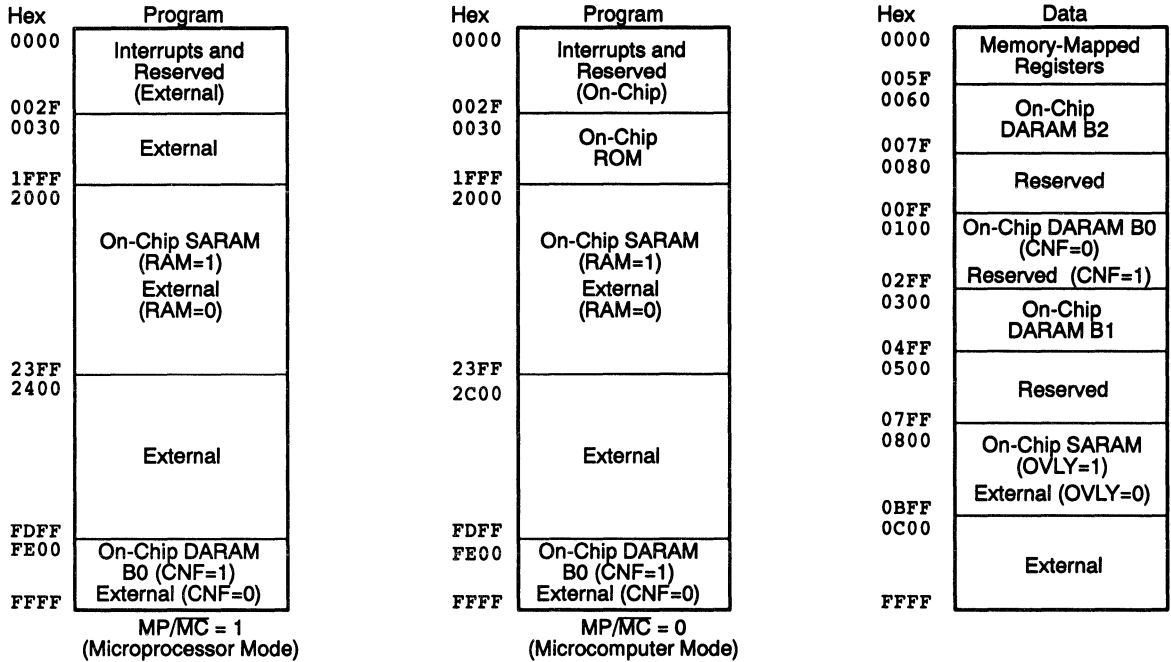 Hex Program
0000
Interrupts and
Reserved
(External)
002F
0030
External
1FFF
2000
On-Chip SARAM
(RAM=1)
External
(RAM=0)
23FF
2400
External
FDFF
FE00
On-Chip DARAM
B0 (CNF=1)
External (CNF=0)
FFFF
MP/M̅C̅ = 1
(Microprocessor Mode)
Hex Program
0000
Interrupts and
Reserved
(On-Chip)
002F
0030
On-Chip
ROM
1FFF
2000
On-Chip SARAM
(RAM=1)
External
(RAM=0)
23FF
2C00
External
FDFF
FE00
On-Chip DARAM
B0 (CNF=1)
External (CNF=0)
FFFF
MP/M̅C̅ = 0
(Microcomputer Mode)
Hex Data
0000
Memory-Mapped
Registers
005F
0060
On-Chip
DARAM B2
007F
0080
Reserved
00FF
0100
On-Chip DARAM B0
(CNF=0)
Reserved (CNF=1)
02FF
0300
On-Chip
DARAM B1
04FF
0500
Reserved
07FF
0800
On-Chip SARAM
(OVLY=1)
External (OVLY=0)
0BFF
0C00
External
FFFF